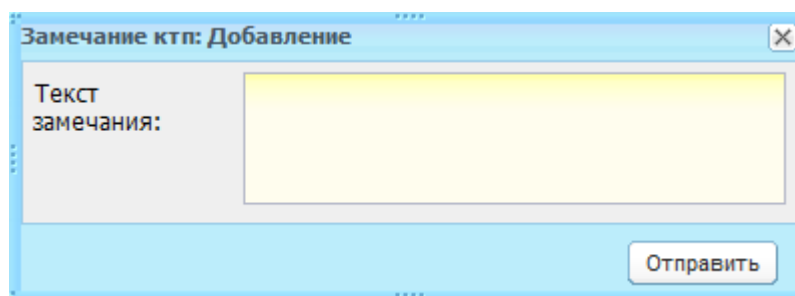 Замечание ктп: Добавление
Текст
замечания:
Отправить